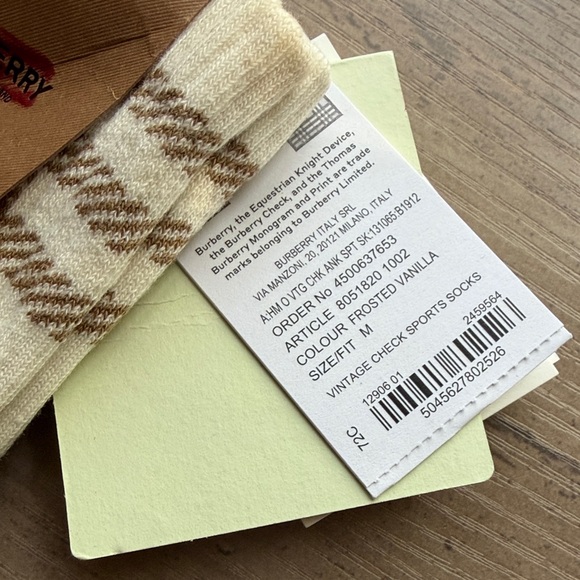 ERRY
Burberry, the Equestrian Knight Device,
the Burberry Check, and the Thomas
Burberry Monogram and Print are trade
marks belonging to Burberry Limited.
BURBERRY ITALY SRL
VIA MANZONI, 20, 20121 MILANO, ITALY
A:HM O VTG CHK ANK SPT SK:131065:B1912
ORDER No 4500637653
ARTICLE 8051820 1002
COLOUR FROSTED VANILLA
SIZE/FIT M
VINTAGE CHECK SPORTS SOCKS
12906 01 2459564
72C
5045627802526